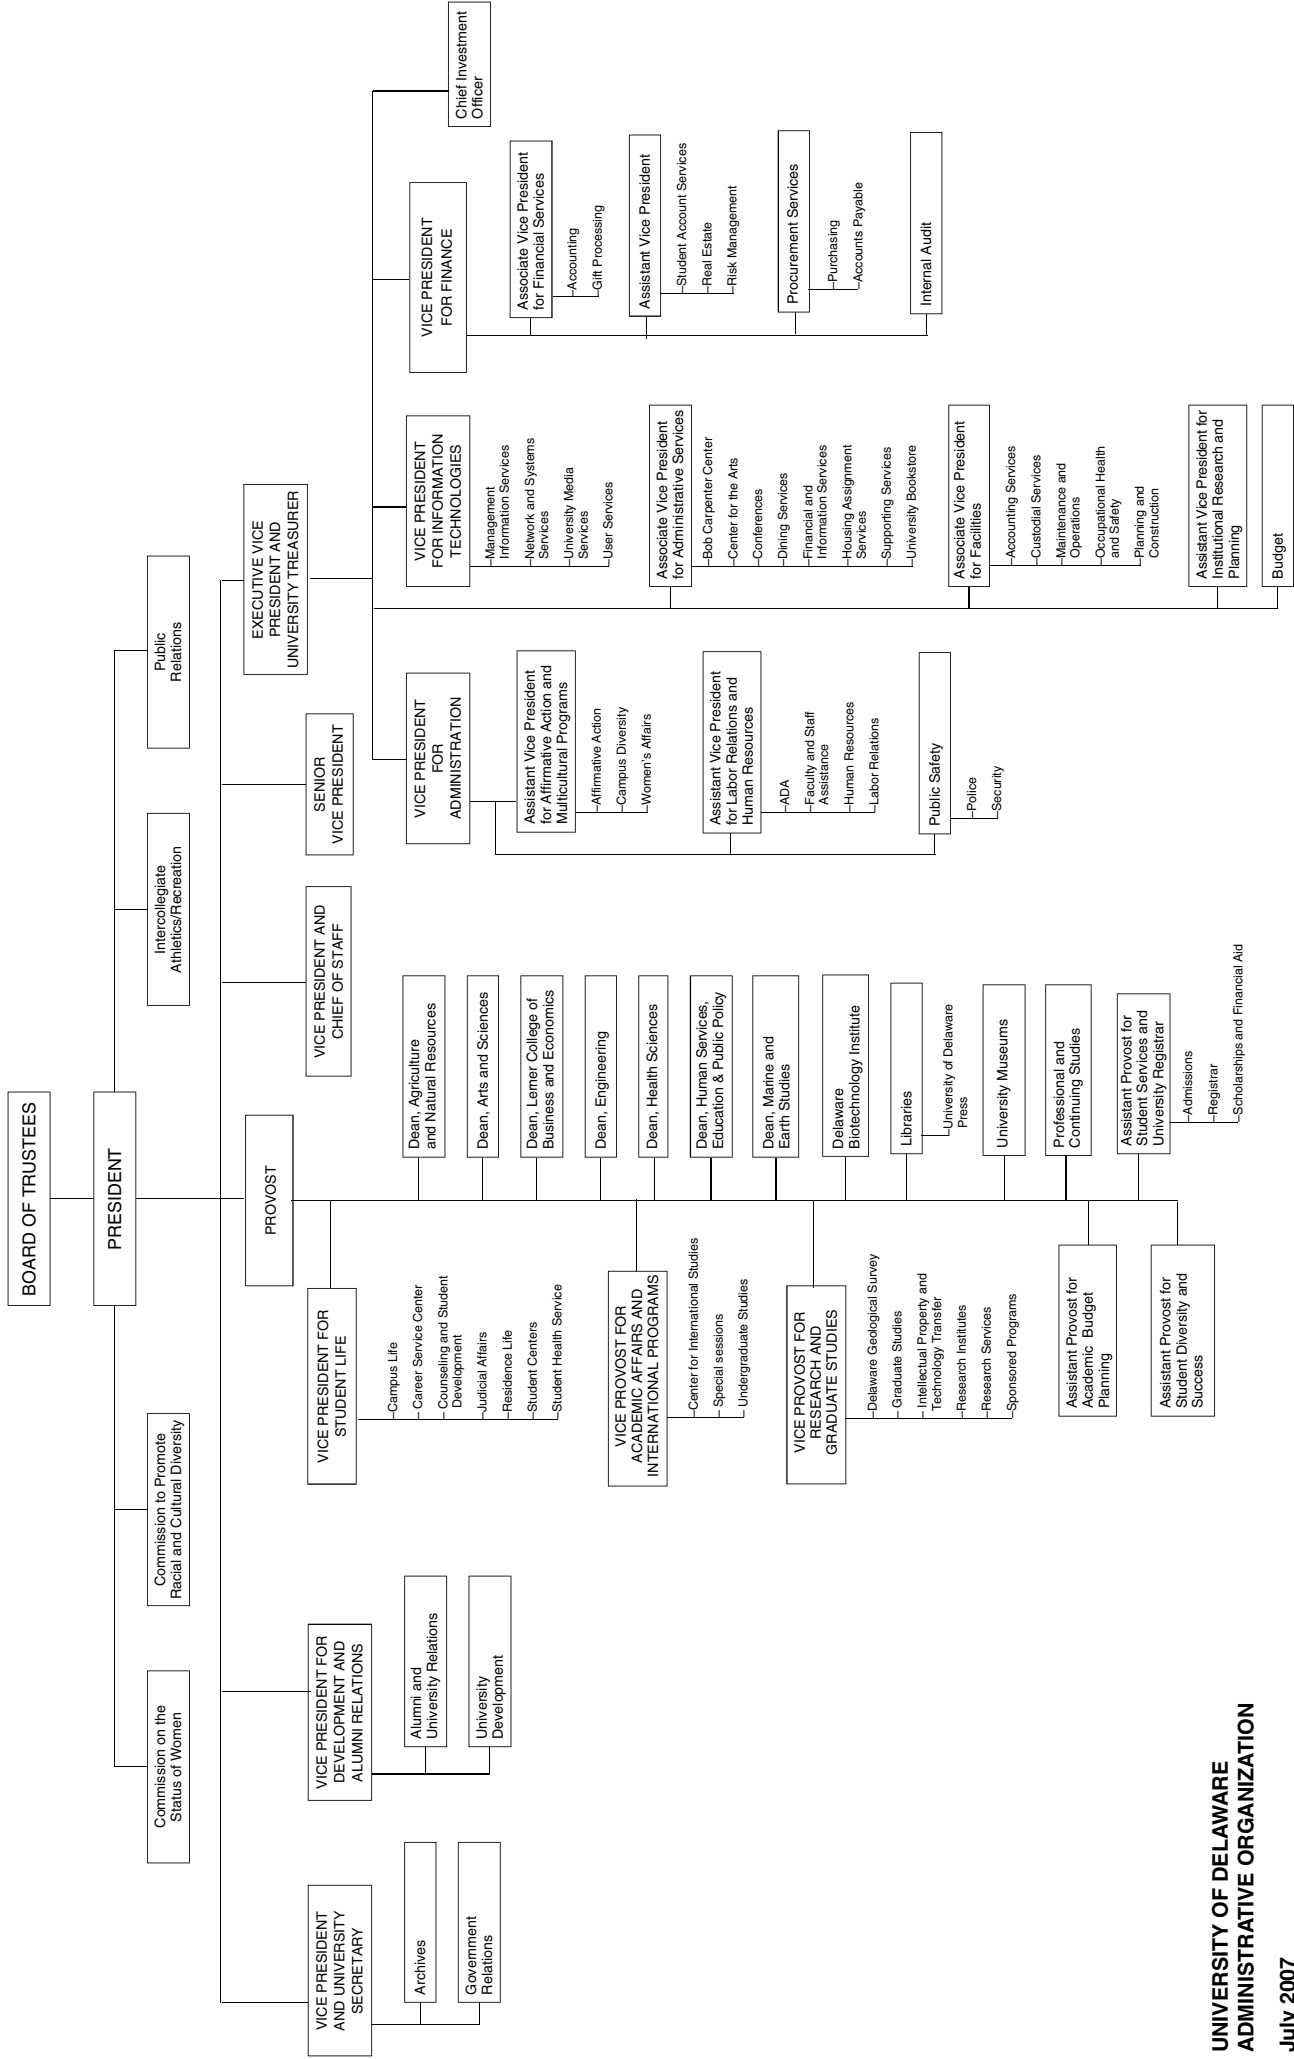 BOARD OF TRUSTEES
PRESIDENT
Commission on the
Status of Women
Commission to Promote
Racial and Cultural Diversity
Intercollegiate
Athletics/Recreation
Public
Relations
VICE PRESIDENT
AND UNIVERSITY
SECRETARY
Archives
Government
Relations
VICE PRESIDENT FOR
DEVELOPMENT AND
ALUMNI RELATIONS
Alumni and
University Relations
University
Development
PROVOST
VICE PRESIDENT FOR
STUDENT LIFE
Campus Life
Career Service Center
Counseling and Student
Development
Judicial Affairs
Residence Life
Student Centers
Student Health Service
VICE PROVOST FOR
ACADEMIC AFFAIRS AND
INTERNATIONAL PROGRAMS
Center for International Studies
Special sessions
Undergraduate Studies
VICE PROVOST FOR
RESEARCH AND
GRADUATE STUDIES
Delaware Geological Survey
Graduate Studies
Intellectual Property and
Technology Transfer
Research Institutes
Research Services
Sponsored Programs
Assistant Provost for
Academic Budget
Planning
Assistant Provost for
Student Diversity and
Success
Dean, Agriculture
and Natural Resources
Dean, Arts and Sciences
Dean, Lerner College of
Business and Economics
Dean, Engineering
Dean, Health Sciences
Dean, Human Services,
Education & Public Policy
Dean, Marine and
Earth Studies
Delaware
Biotechnology Institute
Libraries
University of Delaware
Press
University Museums
Professional and
Continuing Studies
Assistant Provost for
Student Services and
University Registrar
Admissions
Registrar
Scholarships and Financial Aid
VICE PRESIDENT AND
CHIEF OF STAFF
SENIOR
VICE PRESIDENT
EXECUTIVE VICE
PRESIDENT AND
UNIVERSITY TREASURER
VICE PRESIDENT
FOR
ADMINISTRATION
Assistant Vice President
for Affirmative Action and
Multicultural Programs
Affirmative Action
Campus Diversity
Women's Affairs
Assistant Vice President
for Labor Relations and
Human Resources
ADA
Faculty and Staff
Assistance
Human Resources
Labor Relations
Public Safety
Police
Security
VICE PRESIDENT
FOR INFORMATION
TECHNOLOGIES
Management
Information Services
Network and Systems
Services
University Media
Services
User Services
Associate Vice President
for Administrative Services
Bob Carpenter Center
Center for the Arts
Conferences
Dining Services
Financial and
Information Services
Housing Assignment
Services
Supporting Services
University Bookstore
Associate Vice President
for Facilities
Accounting Services
Custodial Services
Maintenance and
Operations
Occupational Health
and Safety
Planning and
Construction
Assistant Vice President for
Institutional Research and
Planning
Budget
VICE PRESIDENT
FOR FINANCE
Associate Vice President
for Financial Services
Accounting
Gift Processing
Assistant Vice President
Student Account Services
Real Estate
Risk Management
Procurement Services
Purchasing
Accounts Payable
Internal Audit
Chief Investment
Officer
UNIVERSITY OF DELAWARE
ADMINISTRATIVE ORGANIZATION
July 2007